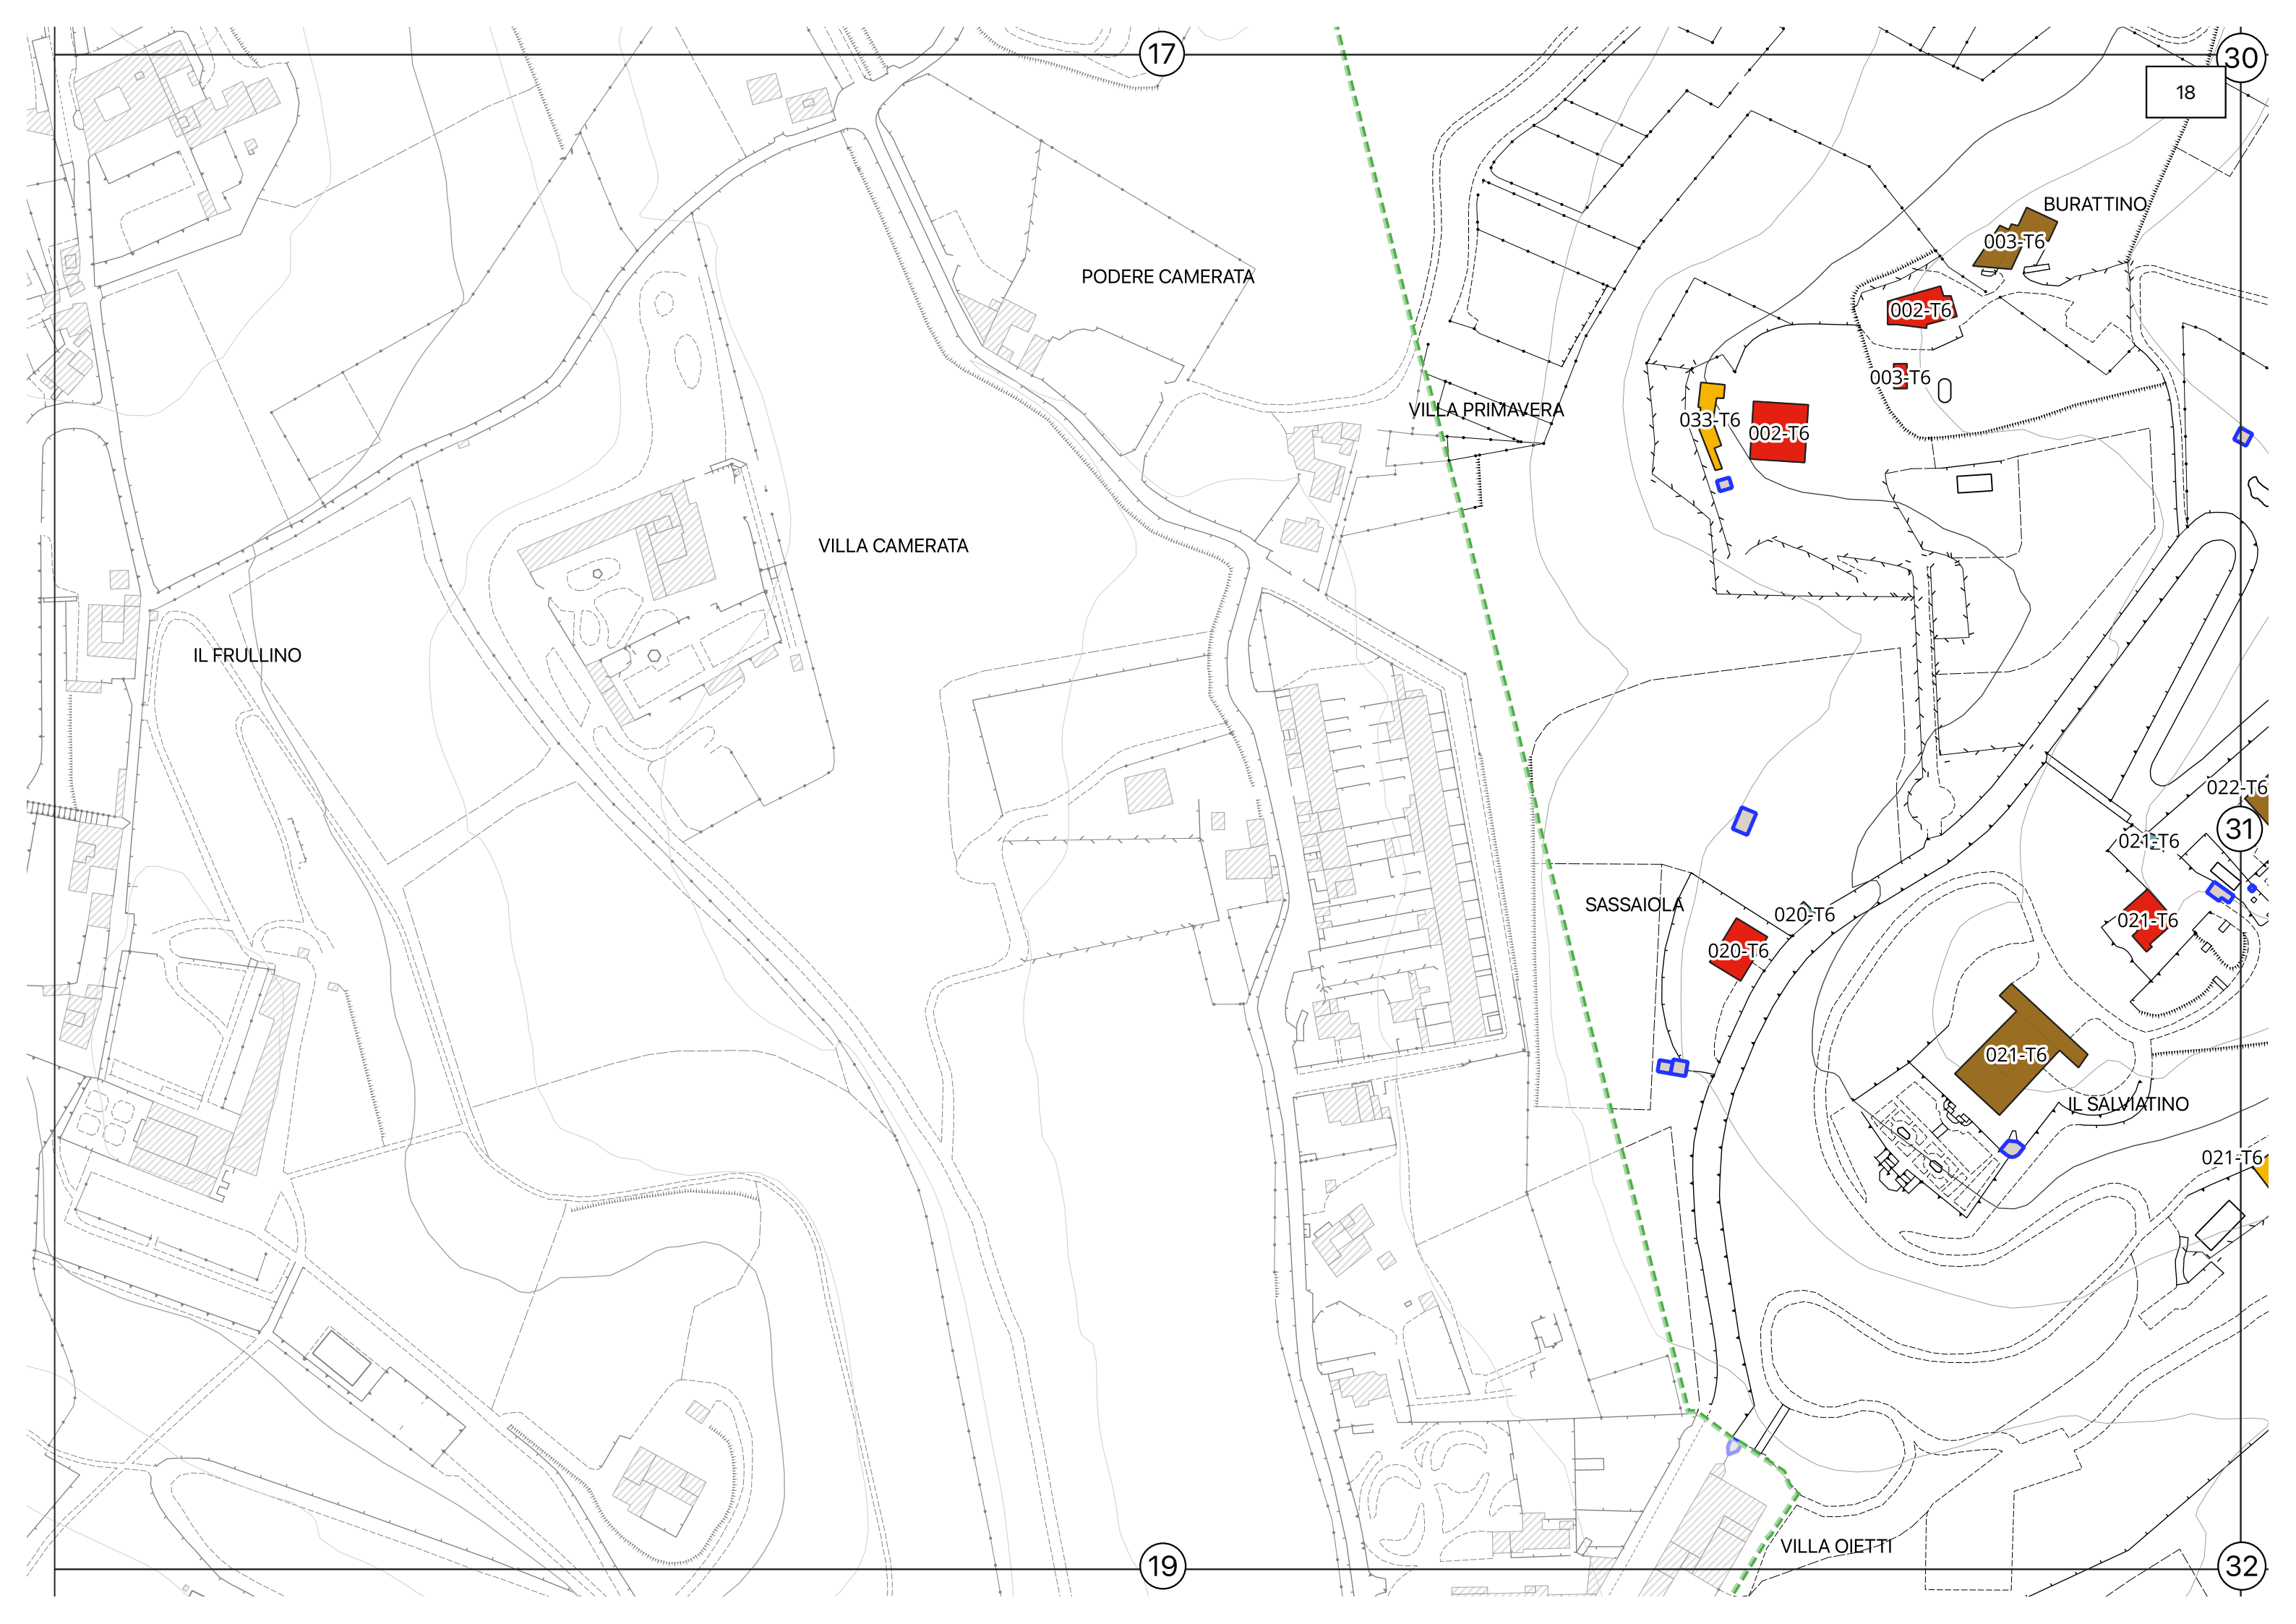 17
30
18
BURATTINO
003-T6
PODERE CAMERATA
002-T6
003-T6
VILLA PRIMAVERA
033-T6
002-T6
VILLA CAMERATA
IL FRULLINO
022-T6
31
021-T6
SASSAIOLA
020-T6
021-T6
020-T6
021-T6
IL SALVIATINO
021-T6
VILLA OIETTI
19
32